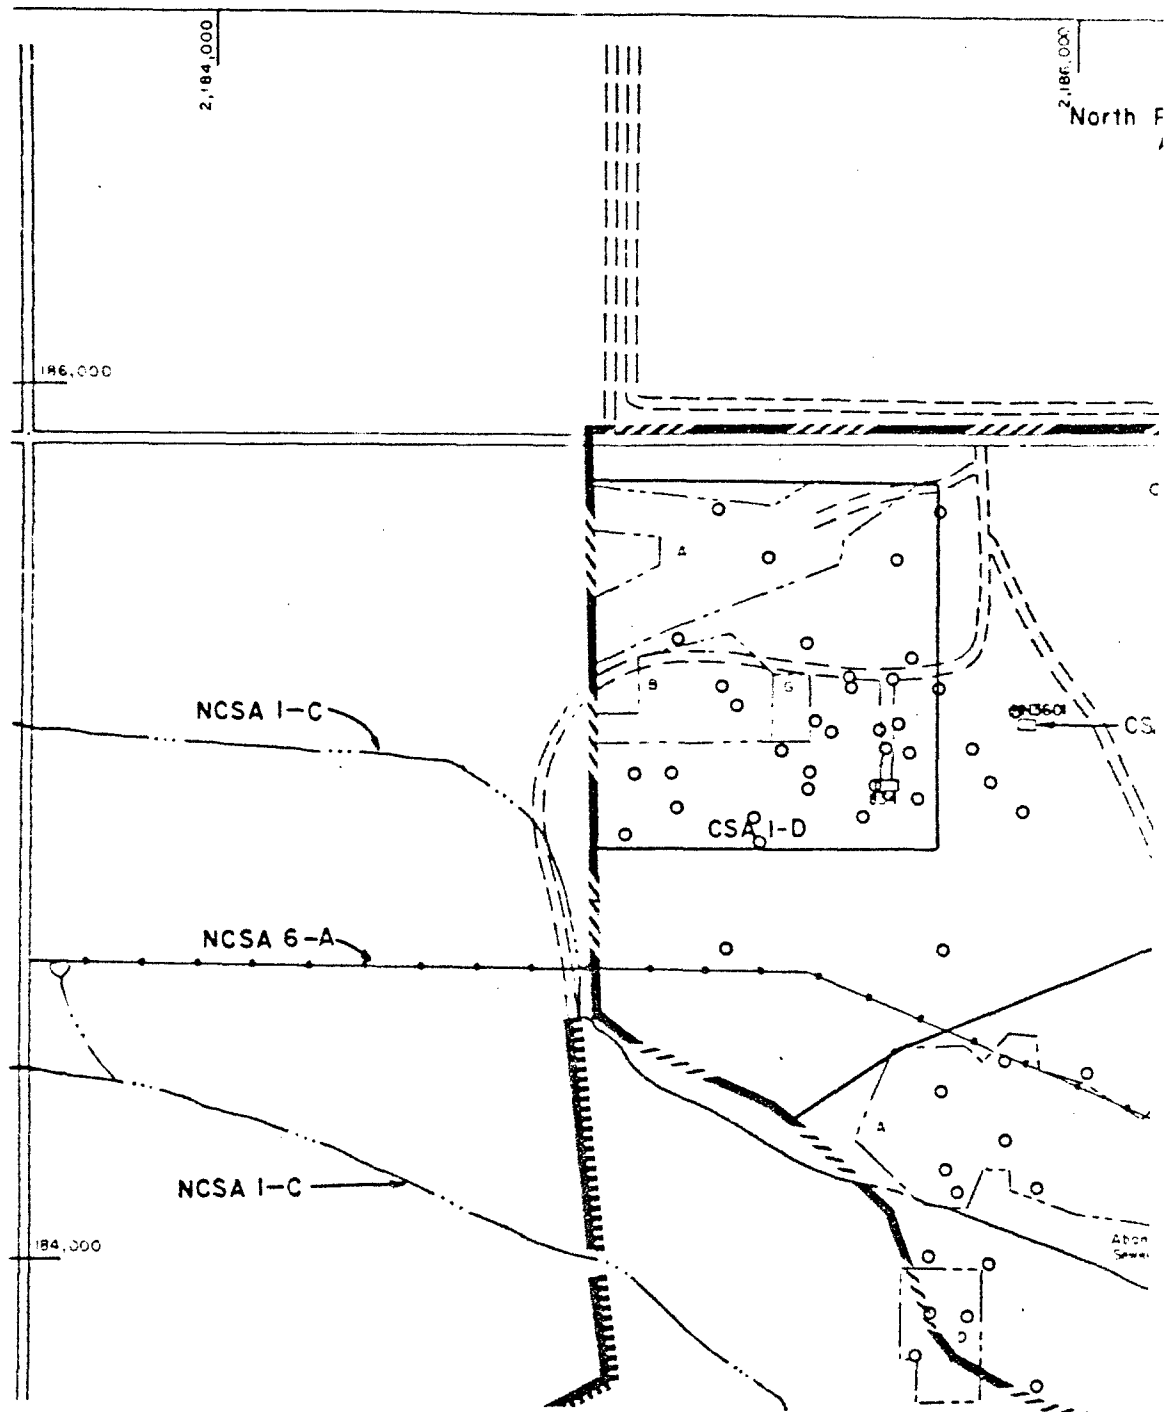 2,184,000
2,186,000
North
186,000
A
B
G
NCSA 1-C
CSA 1-D
NCSA 6-A
A
NCSA 1-C
184,000